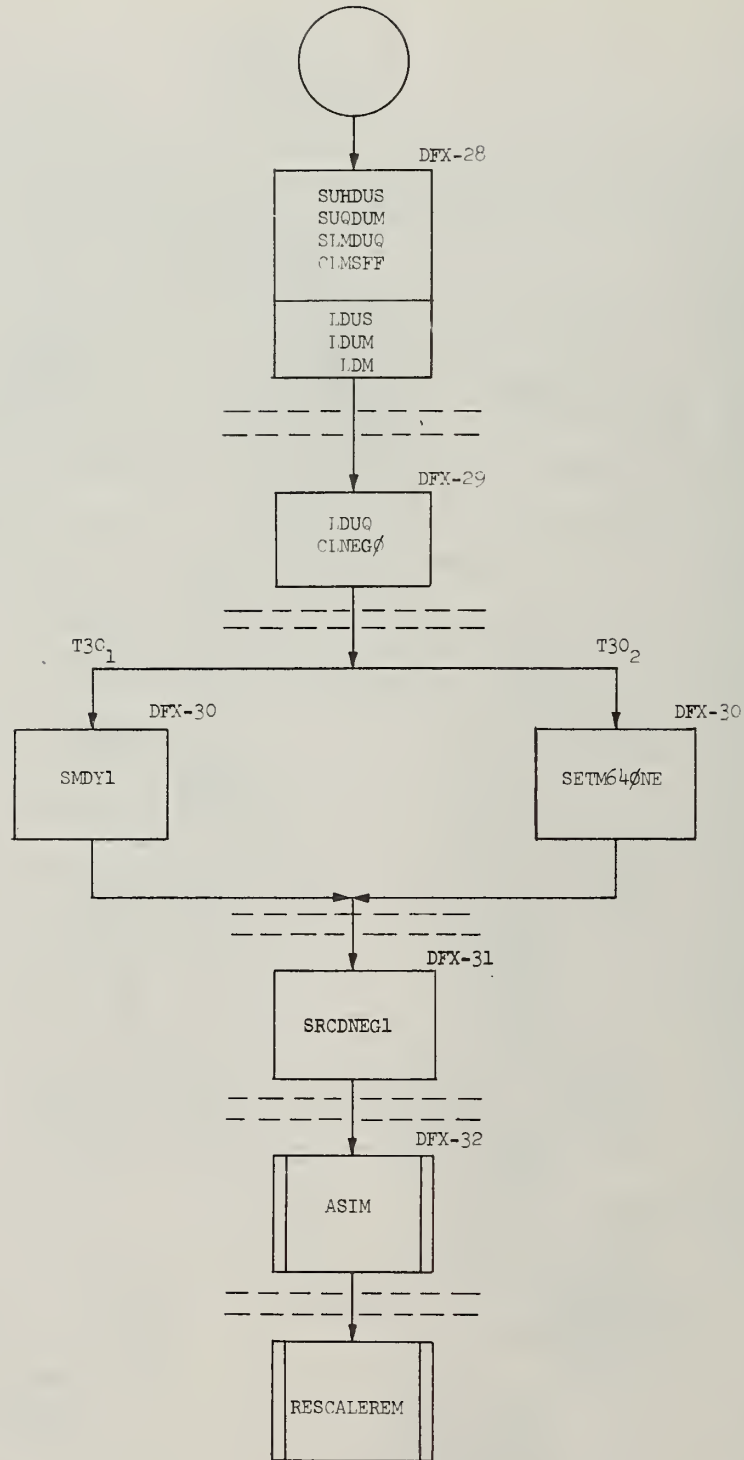 DFX-28
SUHDUS
SUQDUM
SLMDUQ
CLMSFF
LDUS
LDUM
LDM
DFX-29
LDUQ
CLNEGØ
T30₁
T30₂
DFX-30
DFX-30
SMDY1
SETM64ØNE
DFX-31
SRCDNEG1
DFX-32
ASIM
RESCALEREM